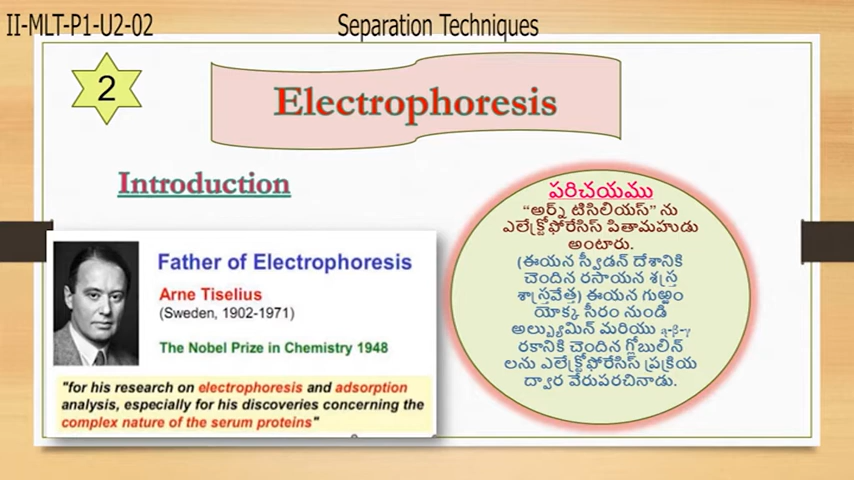 II-MLT-P1-U2-02
Separation Techniques
2
Electrophoresis
Introduction
Father of Electrophoresis
Arne Tiselius
(Sweden, 1902-1971)
The Nobel Prize in Chemistry 1948
"for his research on electrophoresis and adsorption
analysis, especially for his discoveries concerning the
complex nature of the serum proteins"
పరిచయము
“అర్నె టిసిలియస్” ను
ఎలేక్ట్రోఫోరేసిస్ పితామహుడు
అంటారు.
(ఈయన స్వీడన్ దేశానికి
చెందిన రసాయన శాస్త్ర
శాస్త్రవేత్త) ఈయన గుఱ్ఱం
యొక్క సీరం నుండి
అల్బ్యుమిన్ మరియు α-β-γ
రకానికి చెందిన గ్లోబులిన్
లను ఎలేక్ట్రోఫోరేసిస్ ప్రక్రియ
ద్వార వేరుపరచినాడు.